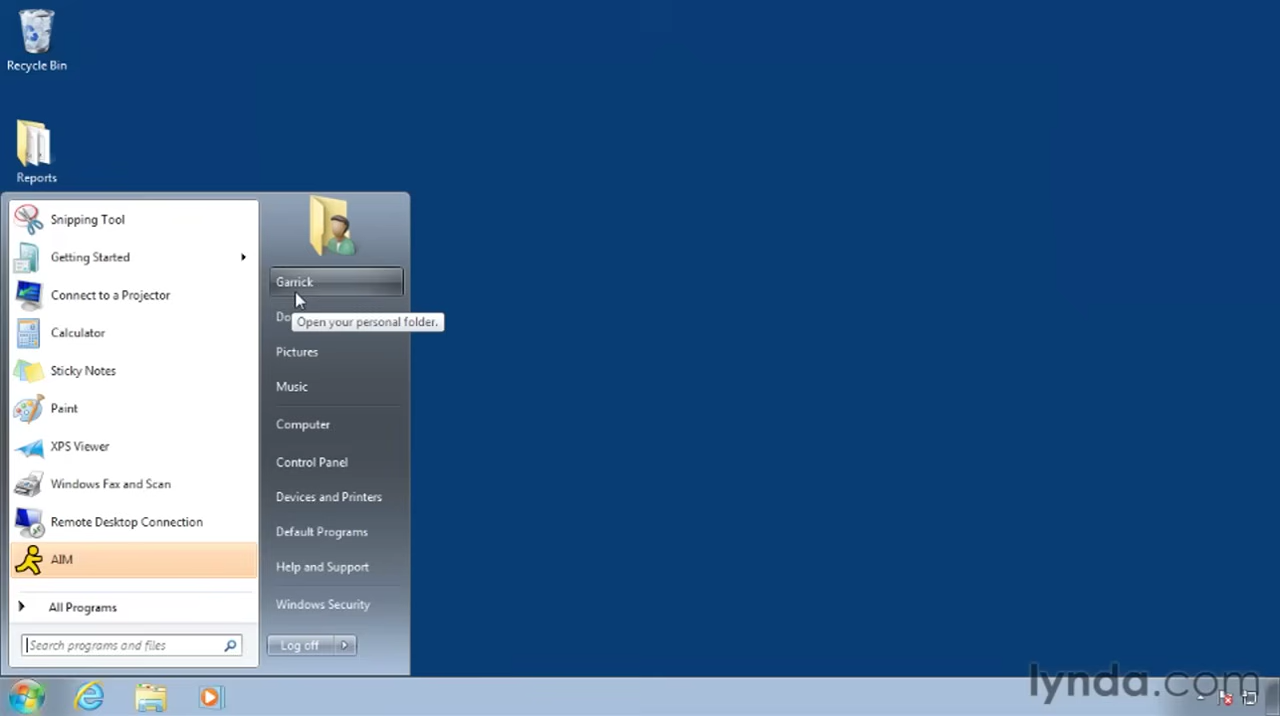 Recycle Bin
Reports
Snipping Tool
Getting Started
Connect to a Projector
Calculator
Sticky Notes
Paint
XPS Viewer
Windows Fax and Scan
Remote Desktop Connection
AIM
All Programs
Search programs and files
Garrick
Do
Open your personal folder.
Pictures
Music
Computer
Control Panel
Devices and Printers
Default Programs
Help and Support
Windows Security
Log off
lynda.com